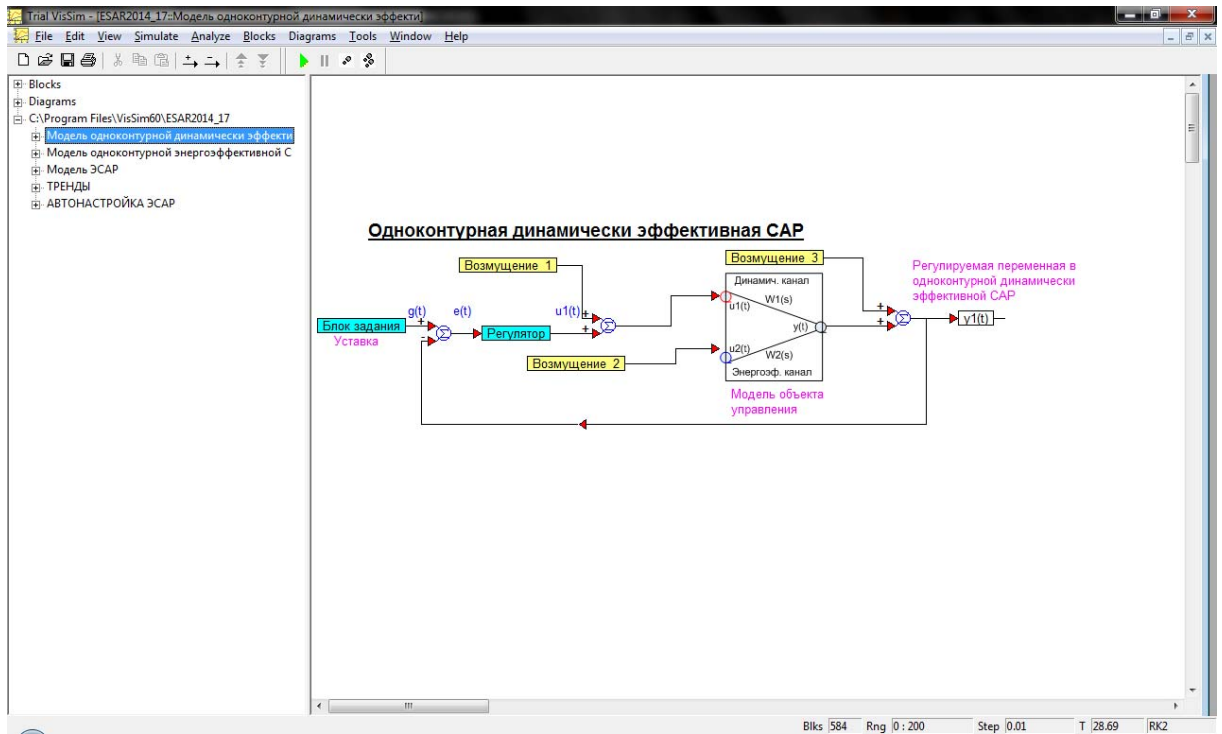 Trial VisSim - [ESAR2014_17::Модель одноконтурной динамически эффекти]
File Edit View Simulate Analyze Blocks Diagrams Tools Window Help
Blocks
Diagrams
C:\Program Files\VisSim60\ESAR2014_17
Модель одноконтурной динамически эффекти
Модель одноконтурной энергоэффективной С
Модель ЭСАР
ТРЕНДЫ
АВТОНАСТРОЙКА ЭСАР
Одноконтурная динамически эффективная САР
Возмущение 1
Возмущение 3
Регулируемая переменная в
одноконтурной динамически
эффективной САР
Динамич. канал
W1(s)
u1(t)
g(t) e(t) u1(t)
+ + + +
Блок задания
Уставка
-
Σ
Регулятор
+
Σ
y(t)
+
Σ
y1(t)
Возмущение 2
u2(t)
W2(s)
Энергоэф. канал
Модель объекта
управления
Blks 584 Rng 0 : 200 Step 0.01 T 28.69 RK2